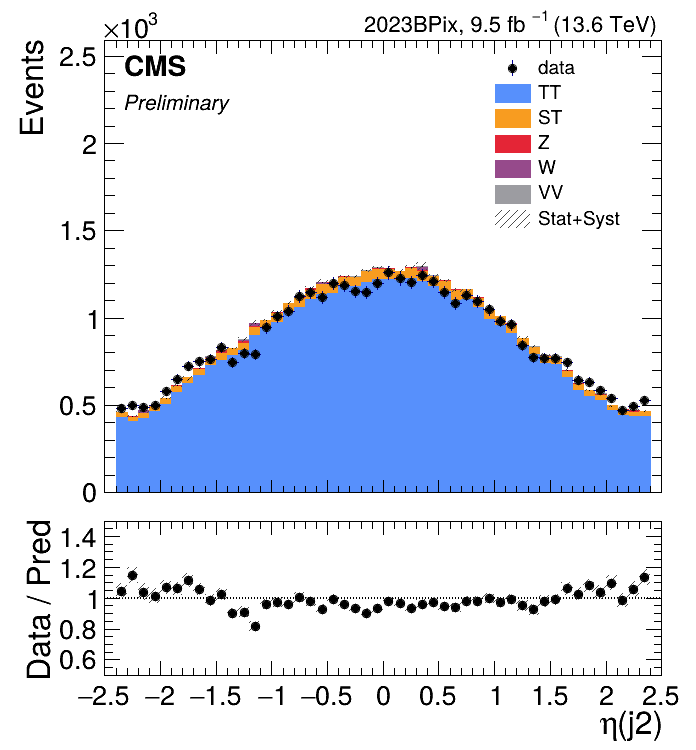 ×10³
2023BPix, 9.5 fb⁻¹ (13.6 TeV)
CMS
Preliminary
Events
2.5
2
1.5
1
0.5
0
data
TT
ST
Z
W
VV
Stat+Syst
Data / Pred
1.4
1.2
1
0.8
0.6
−2.5 −2 −1.5 −1 −0.5 0 0.5 1 1.5 2 2.5
η(j2)